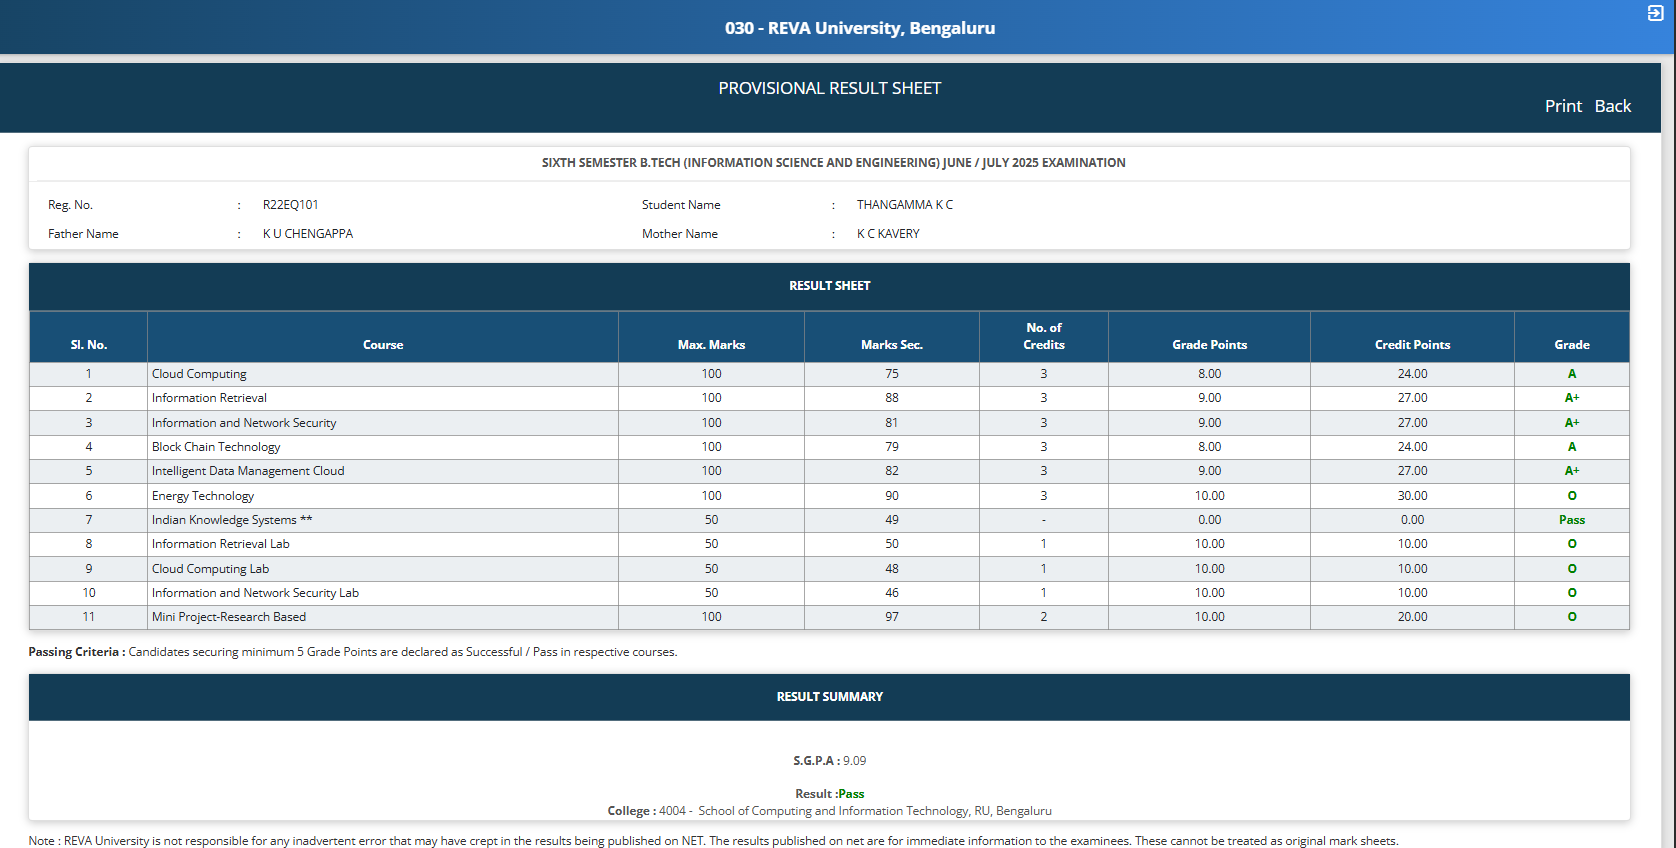 030 - REVA University, Bengaluru
PROVISIONAL RESULT SHEET
Print Back
SIXTH SEMESTER B.TECH (INFORMATION SCIENCE AND ENGINEERING) JUNE / JULY 2025 EXAMINATION
Reg. No. : R22EQ101 Student Name : THANGAMMA K C
Father Name : K U CHENGAPPA Mother Name : K C KAVERY
RESULT SHEET
Sl. No. Course Max. Marks Marks Sec. No. of Credits Grade Points Credit Points Grade
1 Cloud Computing 100 75 3 8.00 24.00 A
2 Information Retrieval 100 88 3 9.00 27.00 A+
3 Information and Network Security 100 81 3 9.00 27.00 A+
4 Block Chain Technology 100 79 3 8.00 24.00 A
5 Intelligent Data Management Cloud 100 82 3 9.00 27.00 A+
6 Energy Technology 100 90 3 10.00 30.00 O
7 Indian Knowledge Systems ** 50 49 - 0.00 0.00 Pass
8 Information Retrieval Lab 50 50 1 10.00 10.00 O
9 Cloud Computing Lab 50 48 1 10.00 10.00 O
10 Information and Network Security Lab 50 46 1 10.00 10.00 O
11 Mini Project-Research Based 100 97 2 10.00 20.00 O
Passing Criteria : Candidates securing minimum 5 Grade Points are declared as Successful / Pass in respective courses.
RESULT SUMMARY
S.G.P.A : 9.09
Result :Pass
College : 4004 - School of Computing and Information Technology, RU, Bengaluru
Note : REVA University is not responsible for any inadvertent error that may have crept in the results being published on NET. The results published on net are for immediate information to the examinees. These cannot be treated as original mark sheets.